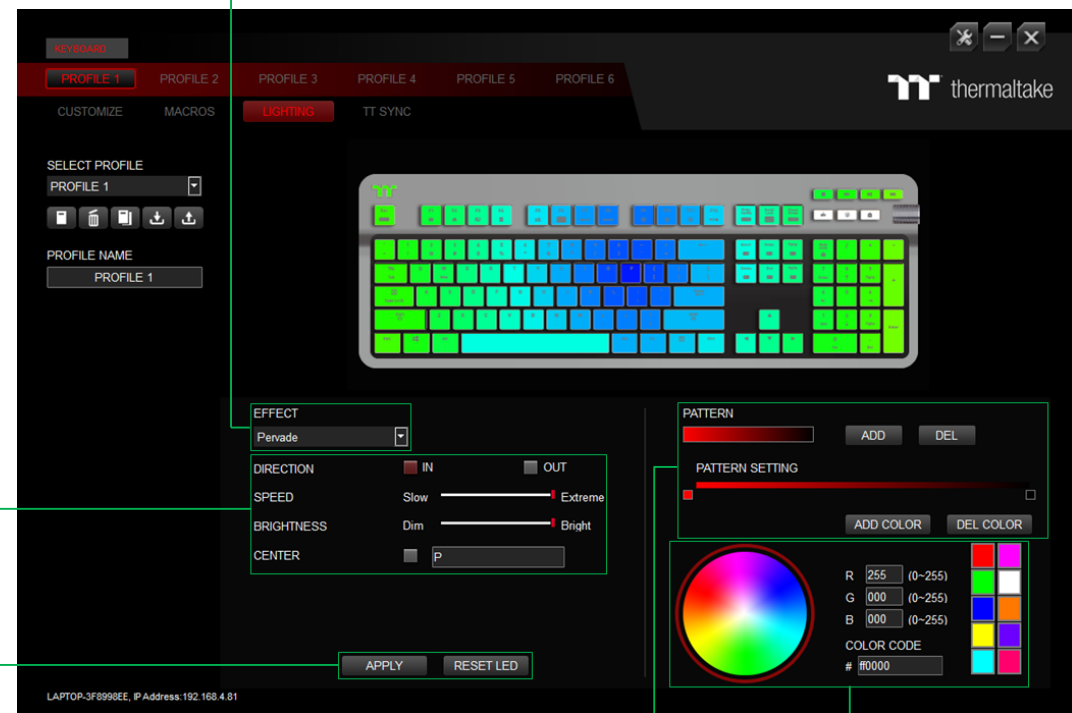 KEYBOARD
PROFILE 1 PROFILE 2 PROFILE 3 PROFILE 4 PROFILE 5 PROFILE 6
thermaltake
CUSTOMIZE MACROS LIGHTING TT SYNC
SELECT PROFILE
PROFILE 1
PROFILE NAME
PROFILE 1
EFFECT
Pervade
DIRECTION IN OUT
SPEED Slow Extreme
BRIGHTNESS Dim Bright
CENTER P
APPLY RESET LED
PATTERN
ADD DEL
PATTERN SETTING
ADD COLOR DEL COLOR
R 255 (0~255)
G 000 (0~255)
B 000 (0~255)
COLOR CODE
# ff0000
LAPTOP-3F8998EE, IP Address:192.168.4.81